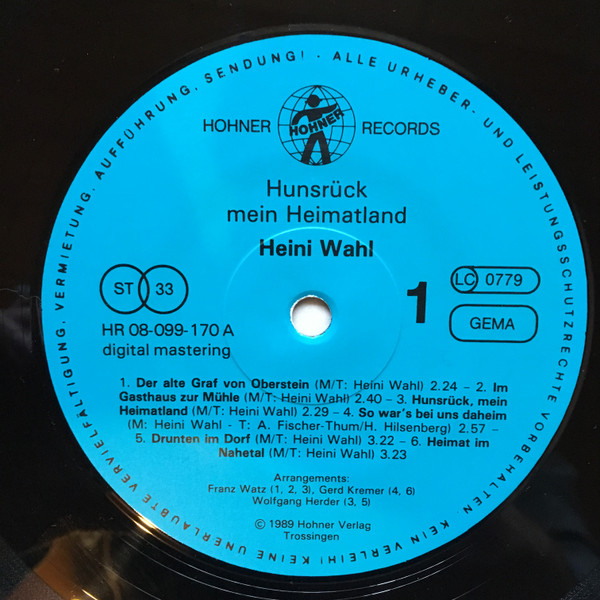 KEINE UNERLAUBTE VERVIELFÄLTIGUNG, VERMIETUNG, AUFFÜHRUNG, SENDUNG! · ALLE URHEBER- UND LEISTUNGSSCHUTZRECHTE VORBEHALTEN. KEIN VERLEIH!
HOHNER HOHNER RECORDS
Hunsrück
mein Heimatland
Heini Wahl
ST 33
1
LC 0779
GEMA
HR 08-099-170 A
digital mastering
1. Der alte Graf von Oberstein (M/T: Heini Wahl) 2.24 – 2. Im
Gasthaus zur Mühle (M/T: Heini Wahl) 2.40 – 3. Hunsrück, mein
Heimatland (M/T: Heini Wahl) 2.29 – 4. So war's bei uns daheim
(M: Heini Wahl - T: A. Fischer-Thum/H. Hilsenberg) 2.57 –
5. Drunten im Dorf (M/T: Heini Wahl) 3.22 – 6. Heimat im
Nahetal (M/T: Heini Wahl) 3.23
Arrangements:
Franz Watz (1, 2, 3), Gerd Kremer (4, 6)
Wolfgang Herder (3, 5)
© 1989 Hohner Verlag
Trossingen